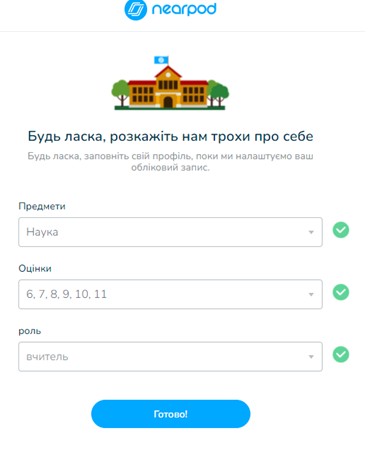 nearpod
Будь ласка, розкажіть нам трохи про себе
Будь ласка, заповніть свій профіль, поки ми налаштуємо ваш
обліковий запис.
Предмети
Наука
Оцінки
6, 7, 8, 9, 10, 11
роль
вчитель
Готово!